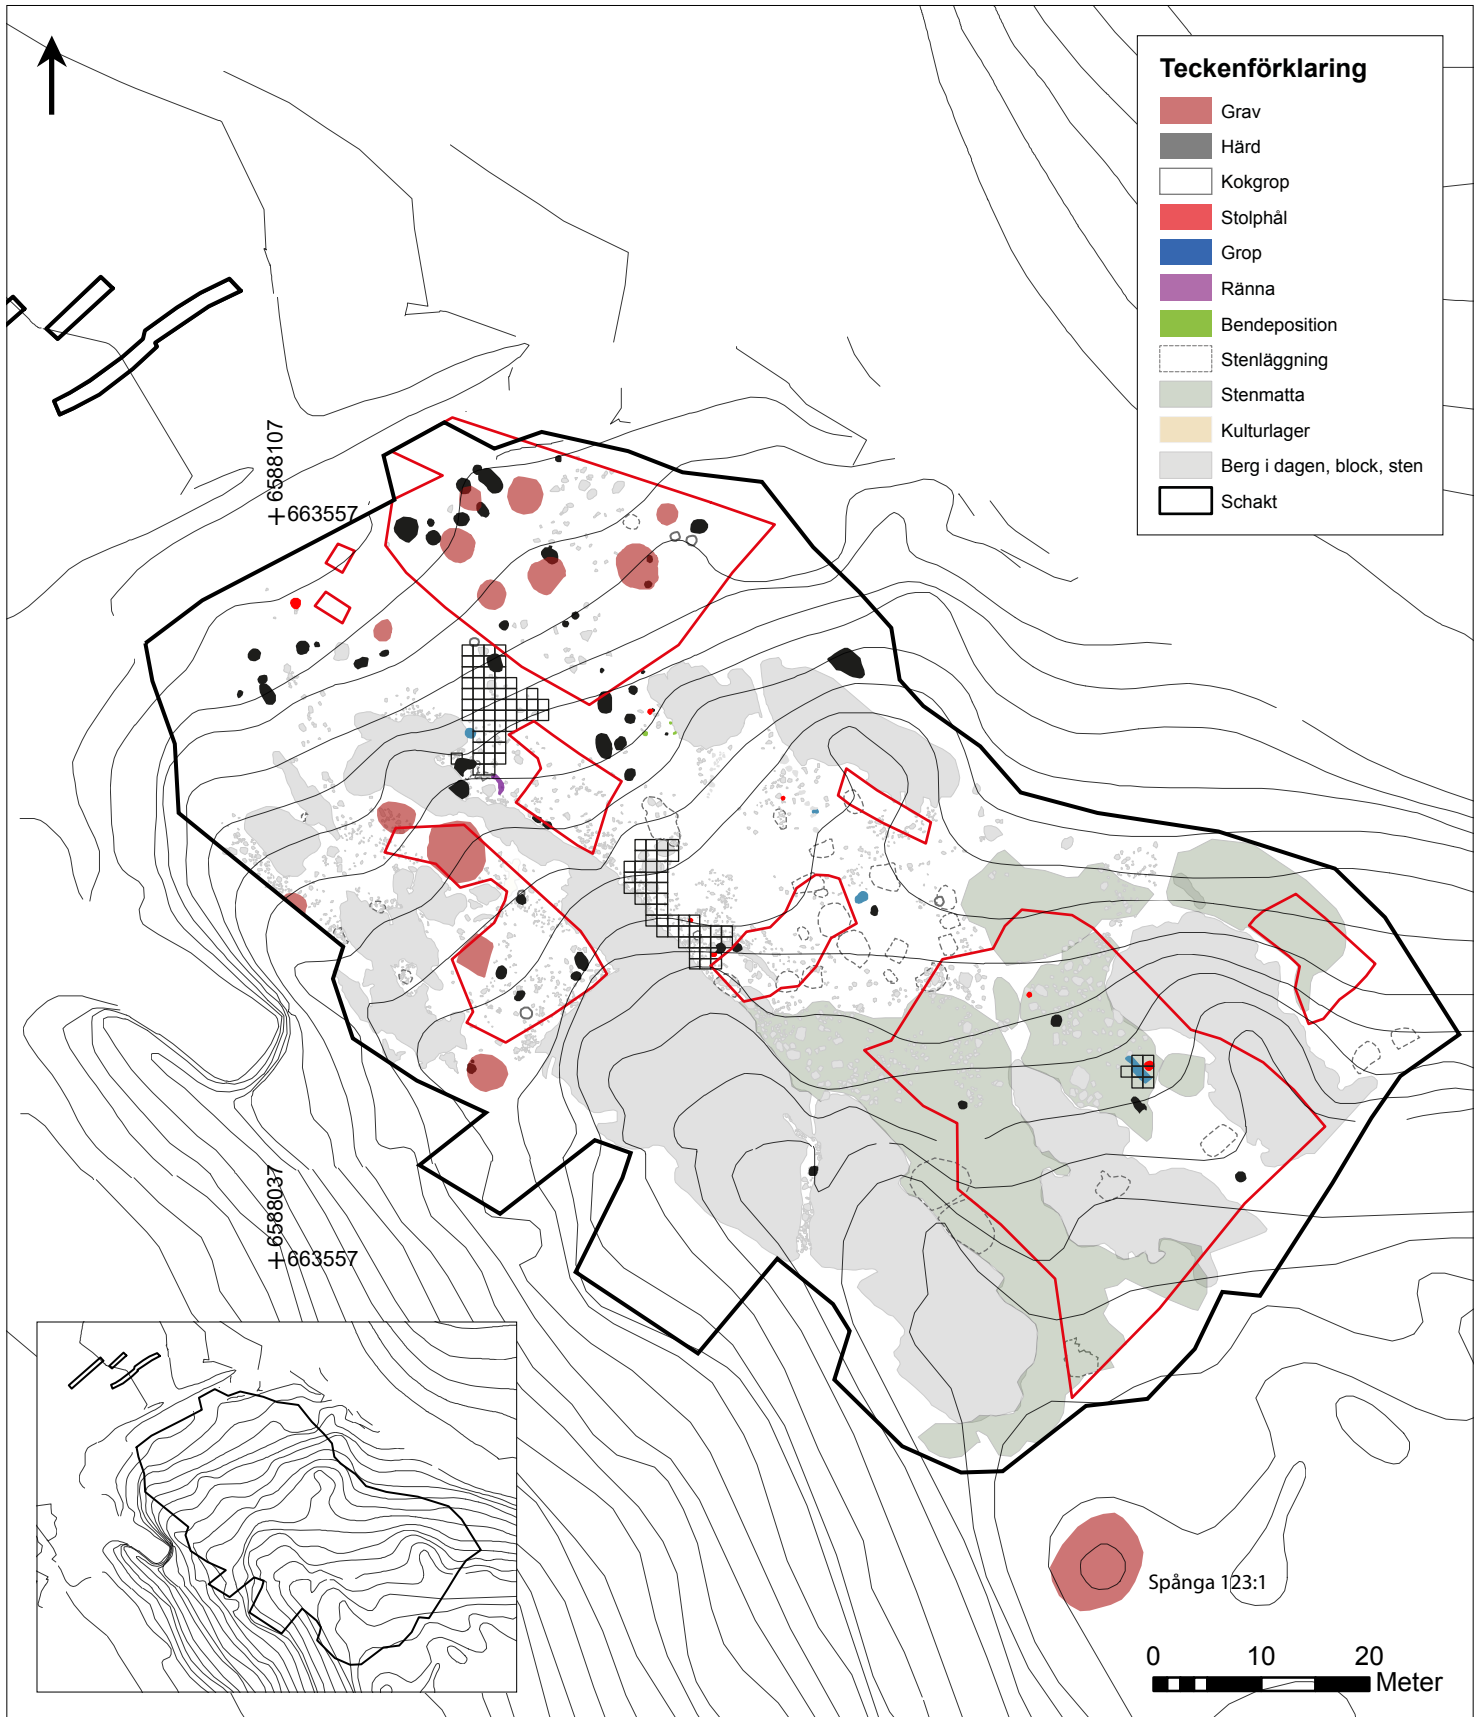 Teckenförklaring
Grav
Härd
Kokgrop
Stolphål
Grop
Ränna
Bendeposition
Stenläggning
Stenmatta
Kulturlager
Berg i dagen, block, sten
Schakt
6588107
663557
6588037
663557
Spånga 123:1
0 10 20
Meter